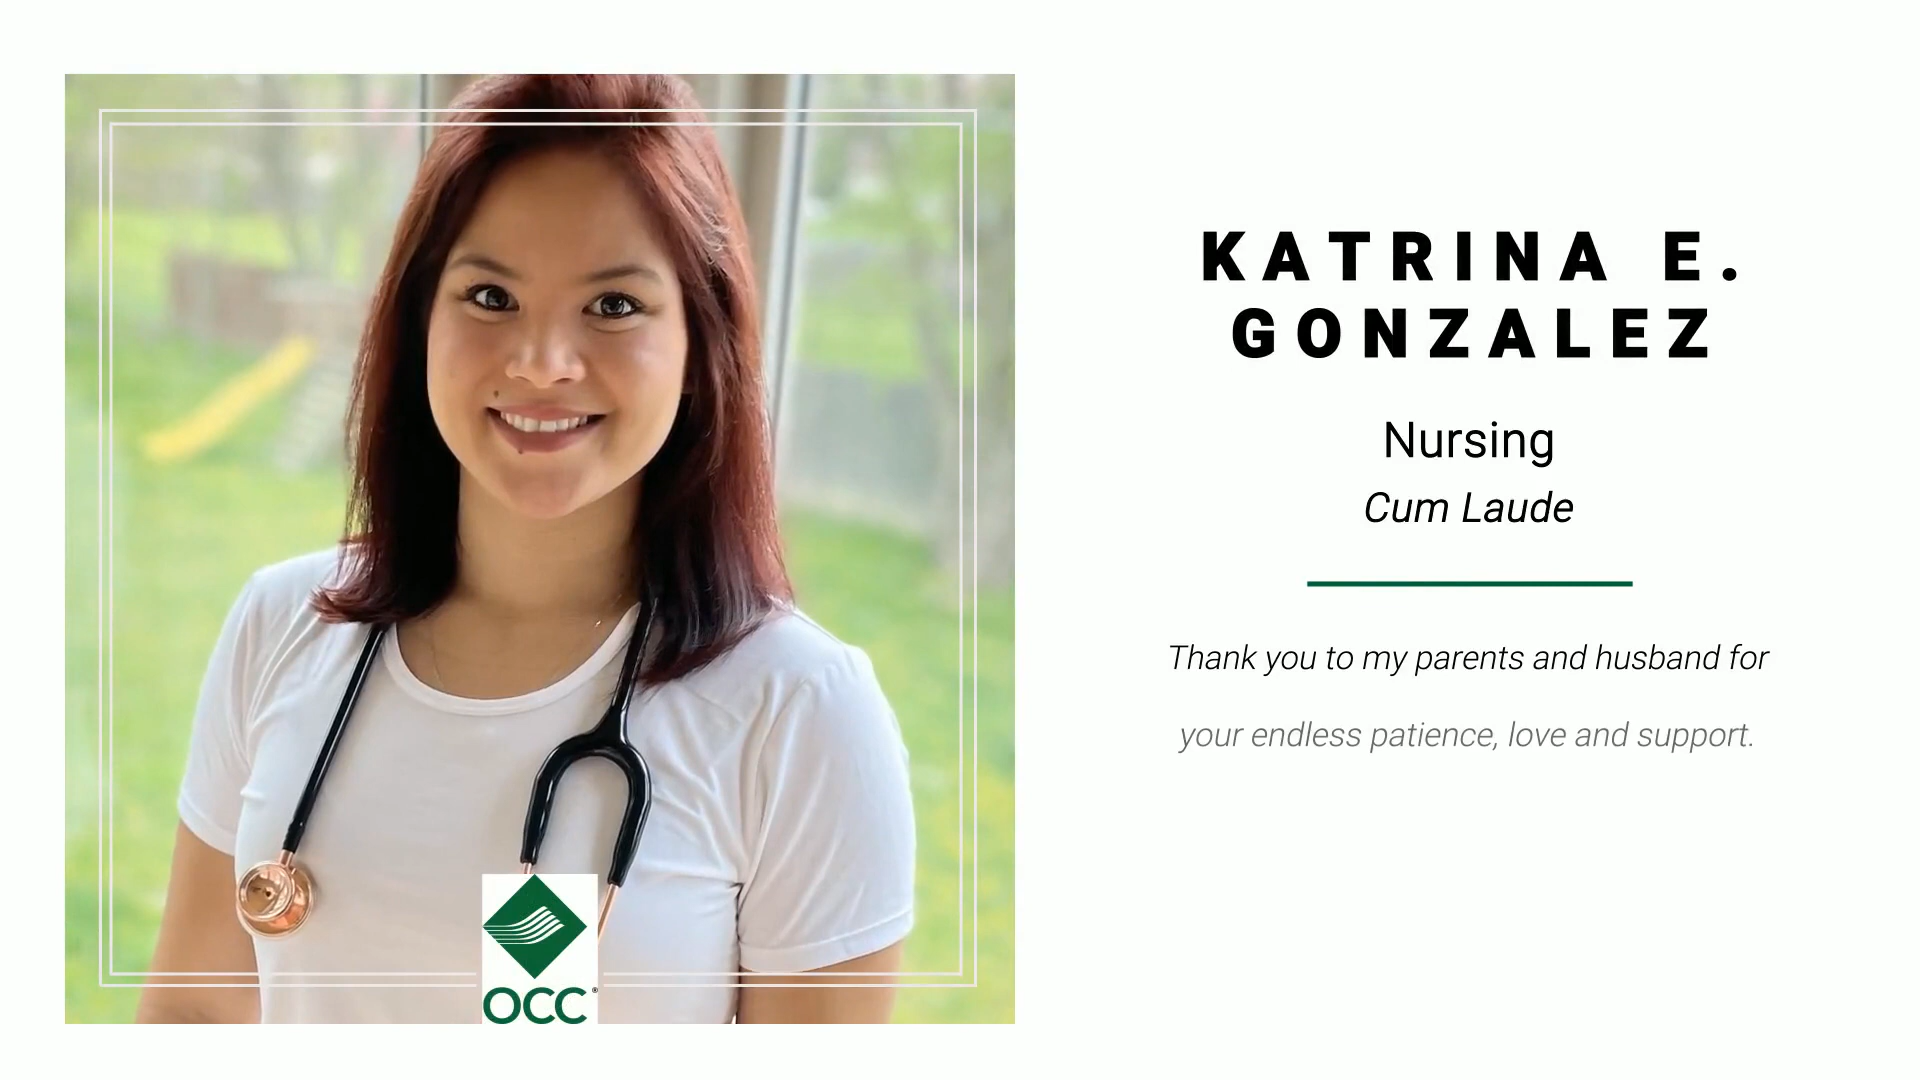 KATRINA E.
GONZALEZ
Nursing
Cum Laude
Thank you to my parents and husband for
your endless patience, love and support.
OCC®